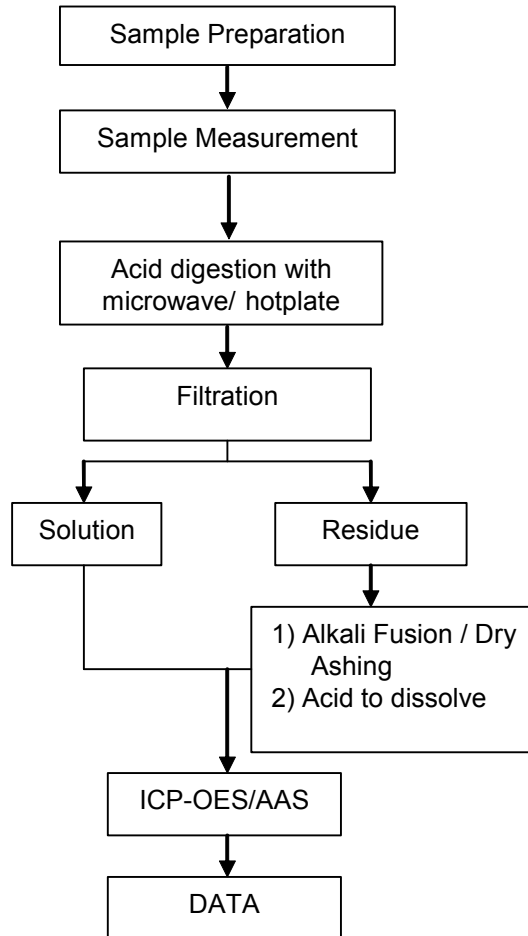 Sample Preparation
Sample Measurement
Acid digestion with
microwave/ hotplate
Filtration
Solution
Residue
1) Alkali Fusion / Dry
Ashing
2) Acid to dissolve
ICP-OES/AAS
DATA